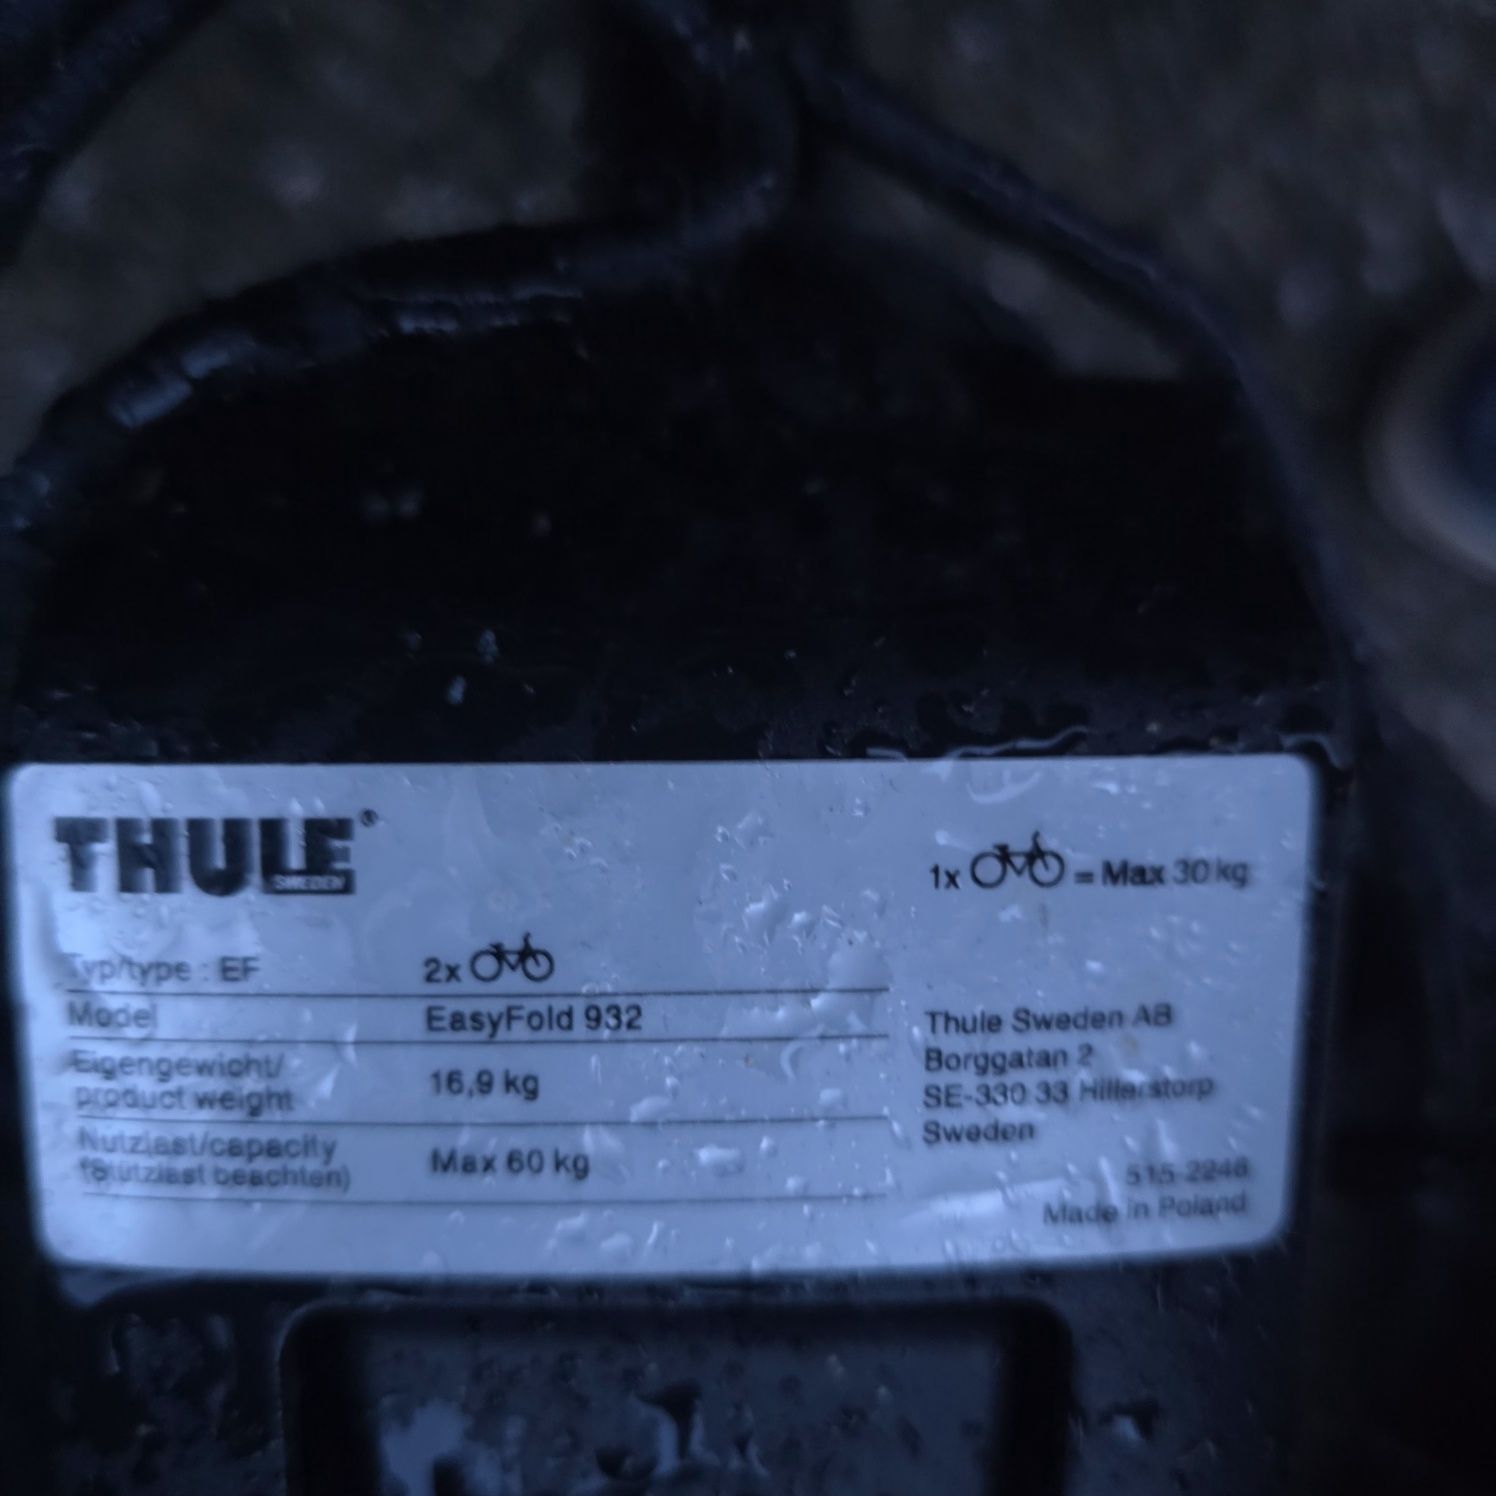 THULE®
SWEDEN
1x = Max 30 kg
Typ/type : EF 2x
Model EasyFold 932
Eigengewicht/
product weight 16,9 kg
Nutzlast/capacity
(Stützlast beachten) Max 60 kg
Thule Sweden AB
Borggatan 2
SE-330 33 Hillerstorp
Sweden
515-2248
Made in Poland